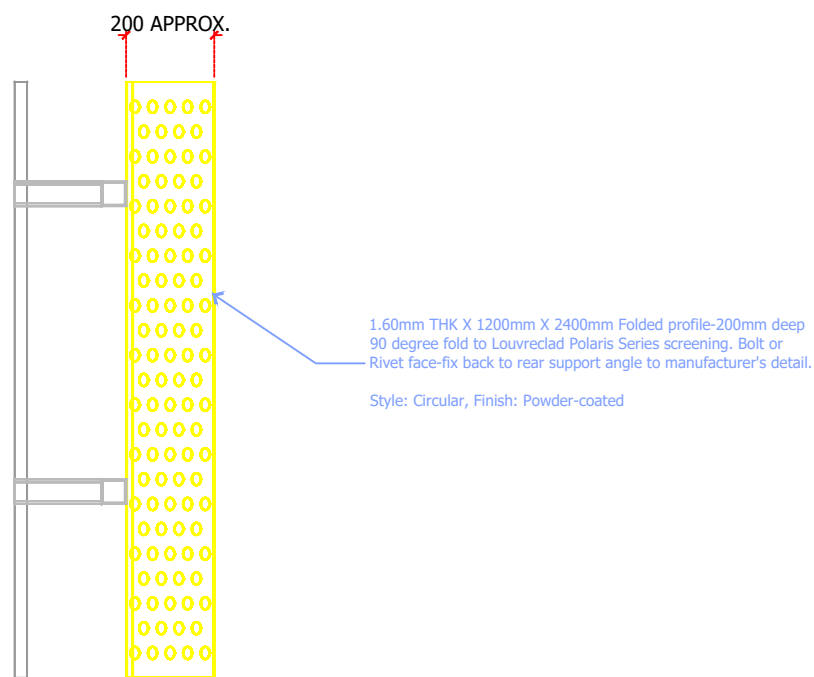 200 APPROX.
1.60mm THK X 1200mm X 2400mm Folded profile-200mm deep
90 degree fold to Louvreclad Polaris Series screening. Bolt or
Rivet face-fix back to rear support angle to manufacturer's detail.
Style: Circular, Finish: Powder-coated